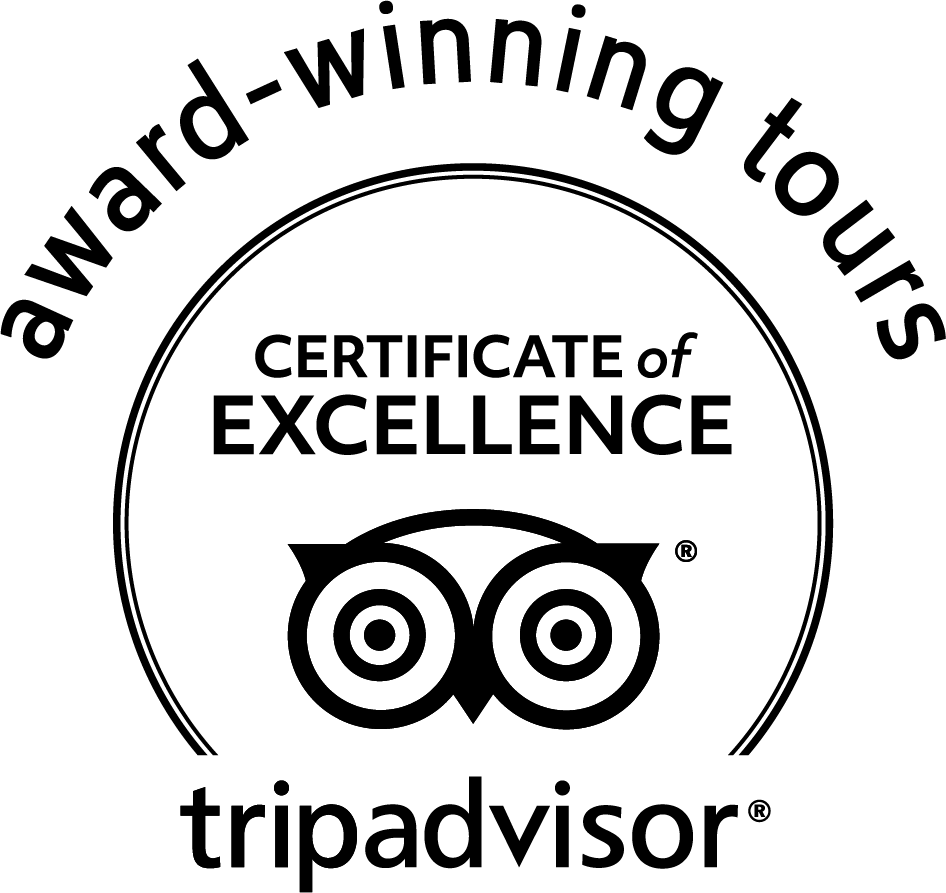 award-winning tours
CERTIFICATE of
EXCELLENCE
®
tripadvisor®